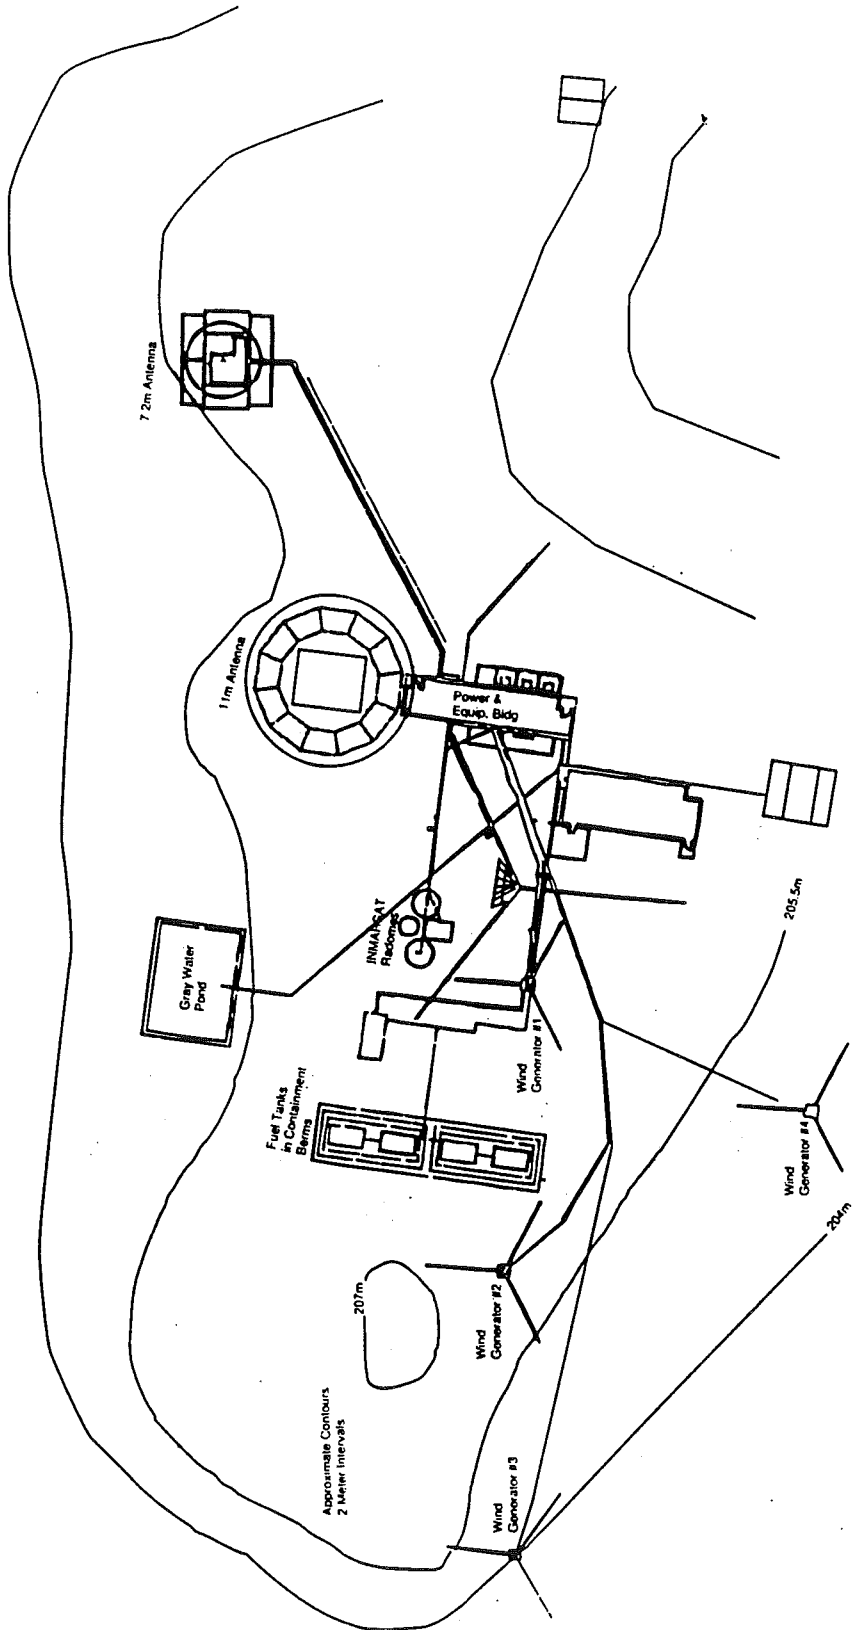 7.2m Antenna
11m Antenna
Power &
Equip. Bldg
Gray Water
Pond
INMARSAT
Radomes
205.5m
Wind
Generator #1
Fuel Tanks
in Containment
Berms
Wind
Generator #4
204m
Wind
Generator #2
207m
Approximate Contours
2 Meter Intervals
Wind
Generator #3